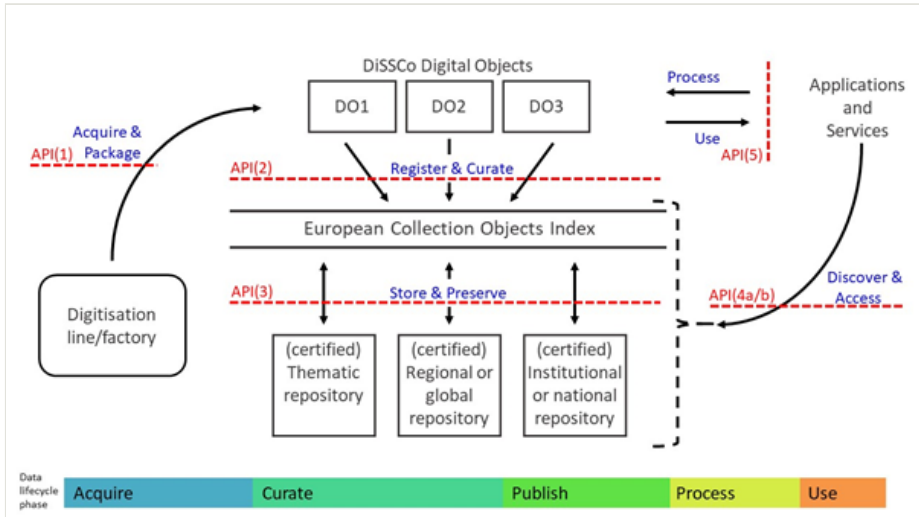 DiSSCo Digital Objects
DO1
DO2
DO3
Process
Use
API(5)
Applications
and
Services
Acquire &
Package
API(1)
API(2)
Register & Curate
European Collection Objects Index
API(3)
Store & Preserve
API(4a/b)
Discover &
Access
Digitisation
line/factory
(certified)
Thematic
repository
(certified)
Regional or
global
repository
(certified)
Institutional
or national
repository
Data
lifecycle
phase
Acquire
Curate
Publish
Process
Use